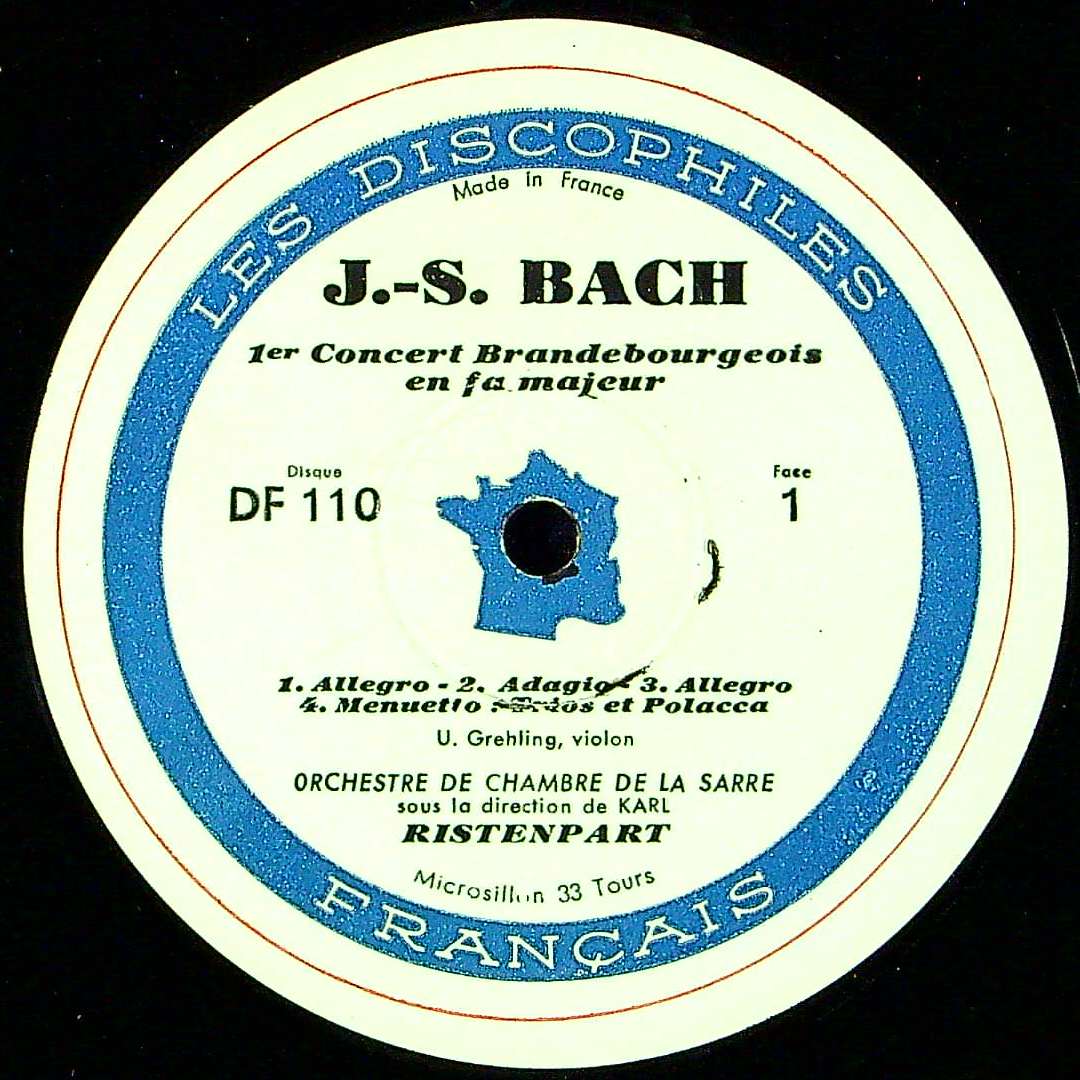 LES DISCOPHILES
Made in France
J.-S. BACH
1er Concert Brandebourgeois
en fa majeur
Disque
DF 110
Face
1
1. Allegro - 2. Adagio - 3. Allegro
4. Menuetto et Polacca
U. Grehling, violon
ORCHESTRE DE CHAMBRE DE LA SARRE
sous la direction de KARL
RISTENPART
Microsillon 33 Tours
FRANÇAIS